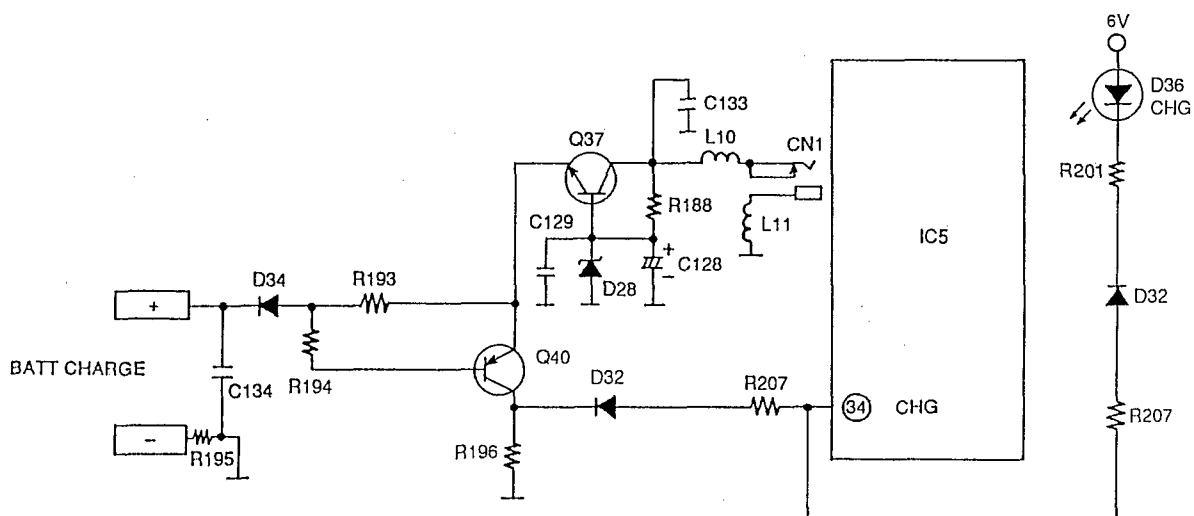 6V
D36
CHG
C133
Q37
L10
CN1
R201
R188
C129
L11
IC5
+
C128
-
D28
D34
R193
D32
+
Q40
BATT CHARGE
R194
D32
R207
C134
34
CHG
R207
-
R195
R196